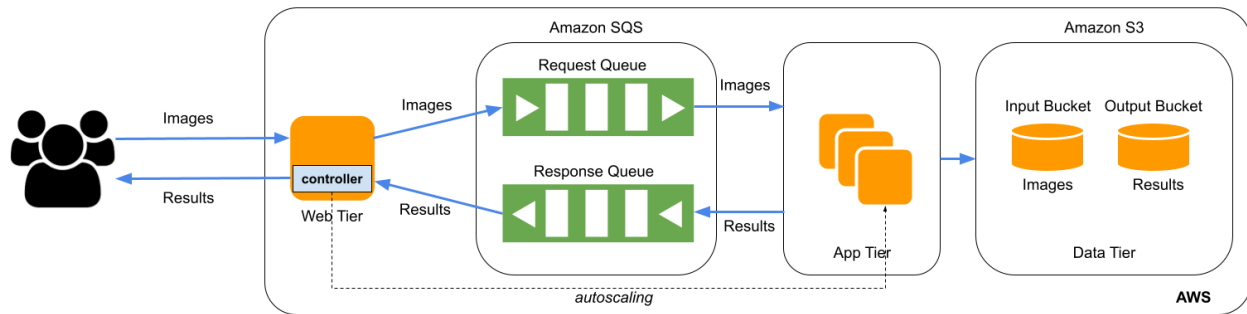 Amazon SQS
Amazon S3
Request Queue
Images
Images
Images
Input Bucket
Output Bucket
Images
Results
controller
Web Tier
Results
Results
Response Queue
Results
App Tier
Data Tier
autoscaling
AWS